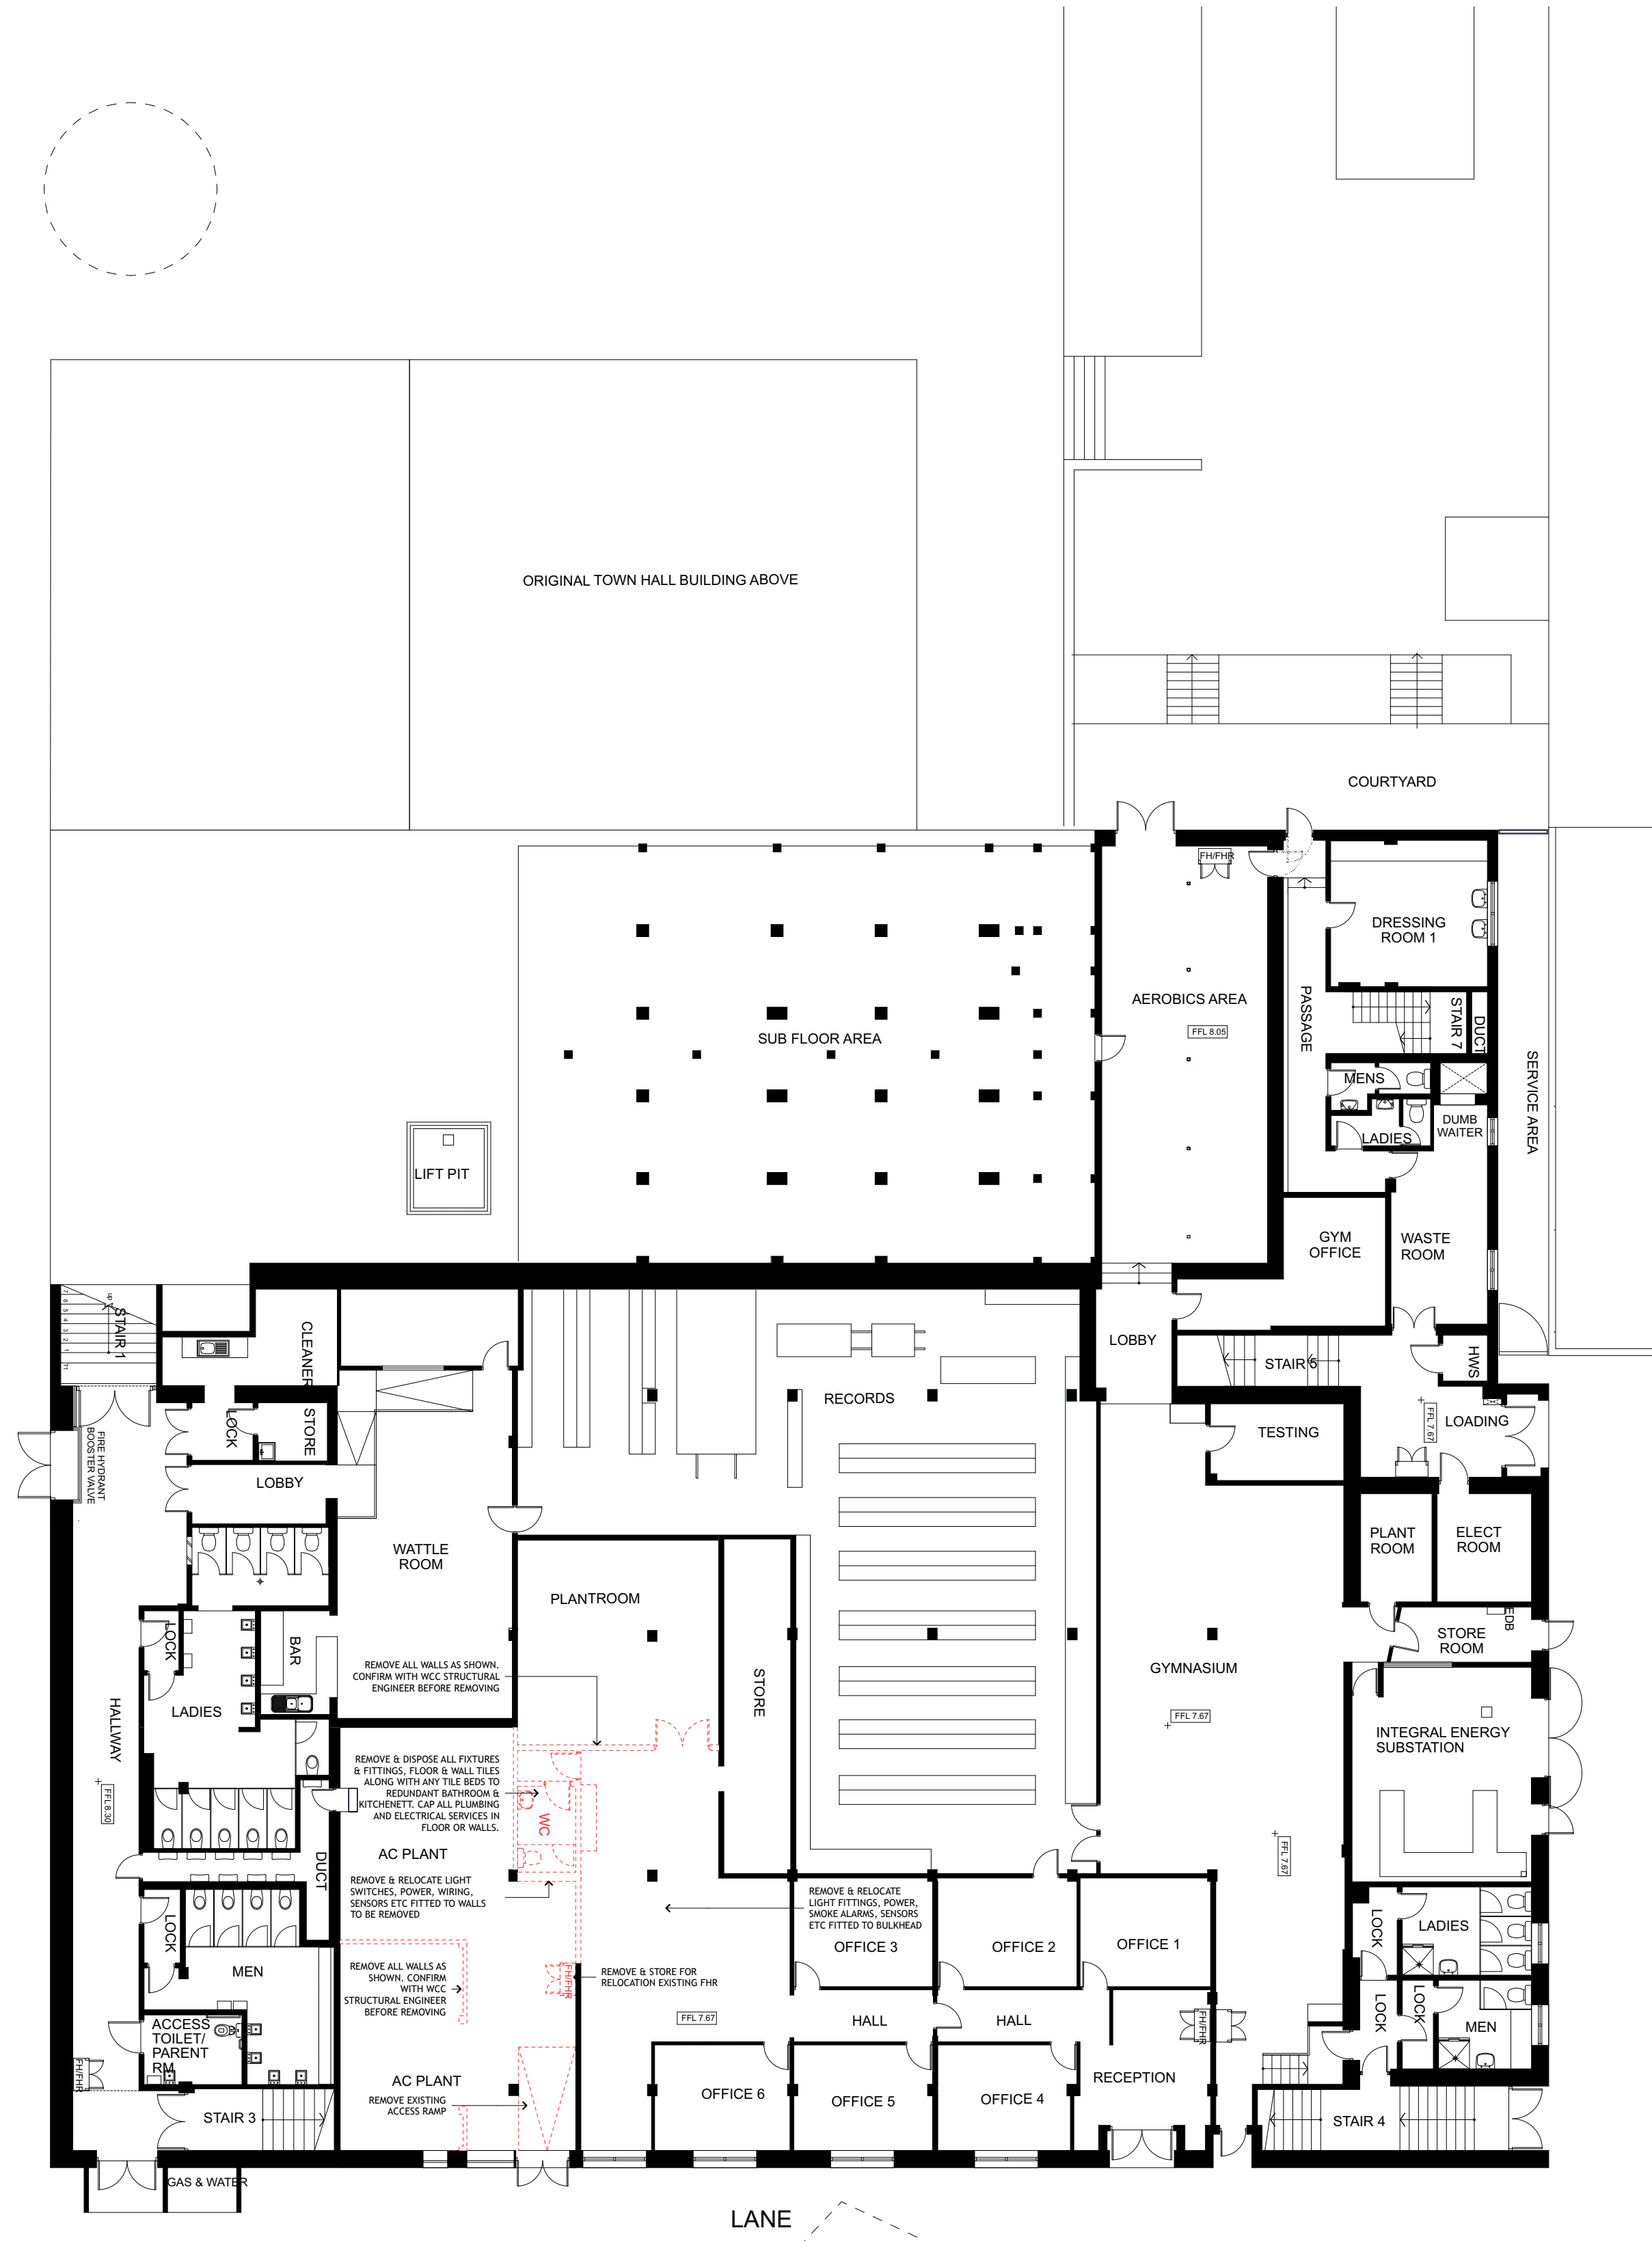 ORIGINAL TOWN HALL BUILDING ABOVE
COURTYARD
FH/FHR
DRESSING
ROOM 1
AEROBICS AREA
FFL 8.05
PASSAGE
STAIR 7
DUCT
SUB FLOOR AREA
SERVICE AREA
MENS
DUMB
WAITER
LADIES
LIFT PIT
GYM
OFFICE
WASTE
ROOM
up
7
6
5
4
3
2
1
T1
STAIR 1
CLEANER
LOBBY
STAIR 5
HWS
RECORDS
LOCK
STORE
FIRE HYDRANT
BOOSTER VALVE
TESTING
FFL 7.67
LOADING
LOBBY
WATTLE
ROOM
PLANT
ROOM
ELECT
ROOM
PLANTROOM
EDB
STORE
ROOM
LOCK
BAR
REMOVE ALL WALLS AS SHOWN.
CONFIRM WITH WCC STRUCTURAL
ENGINEER BEFORE REMOVING
STORE
GYMNASIUM
LADIES
HALLWAY
FFL 7.67
INTEGRAL ENERGY
SUBSTATION
REMOVE & DISPOSE ALL FIXTURES
& FITTINGS, FLOOR & WALL TILES
ALONG WITH ANY TILE BEDS TO
REDUNDANT BATHROOM &
KITCHENETT. CAP ALL PLUMBING
AND ELECTRICAL SERVICES IN
FLOOR OR WALLS.
WC
FFL 8.30
AC PLANT
DUCT
FFL 7.67
REMOVE & RELOCATE LIGHT
SWITCHES, POWER, WIRING,
SENSORS ETC FITTED TO WALLS
TO BE REMOVED
REMOVE & RELOCATE
LIGHT FITTINGS, POWER,
SMOKE ALARMS, SENSORS
ETC FITTED TO BULKHEAD
LOCK
LOCK
LADIES
OFFICE 3
OFFICE 2
OFFICE 1
MEN
REMOVE ALL WALLS AS
SHOWN. CONFIRM
WITH WCC
STRUCTURAL ENGINEER
BEFORE REMOVING
FH/FHR
REMOVE & STORE FOR
RELOCATION EXISTING FHR
FFL 7.67
HALL
HALL
FH/FHR
LOCK
LOCK
MEN
ACCESS
TOILET/
PARENT
RM
FH/FHR
AC PLANT
REMOVE EXISTING
ACCESS RAMP
RECEPTION
OFFICE 6
OFFICE 5
OFFICE 4
STAIR 3
STAIR 4
GAS & WATER
LANE